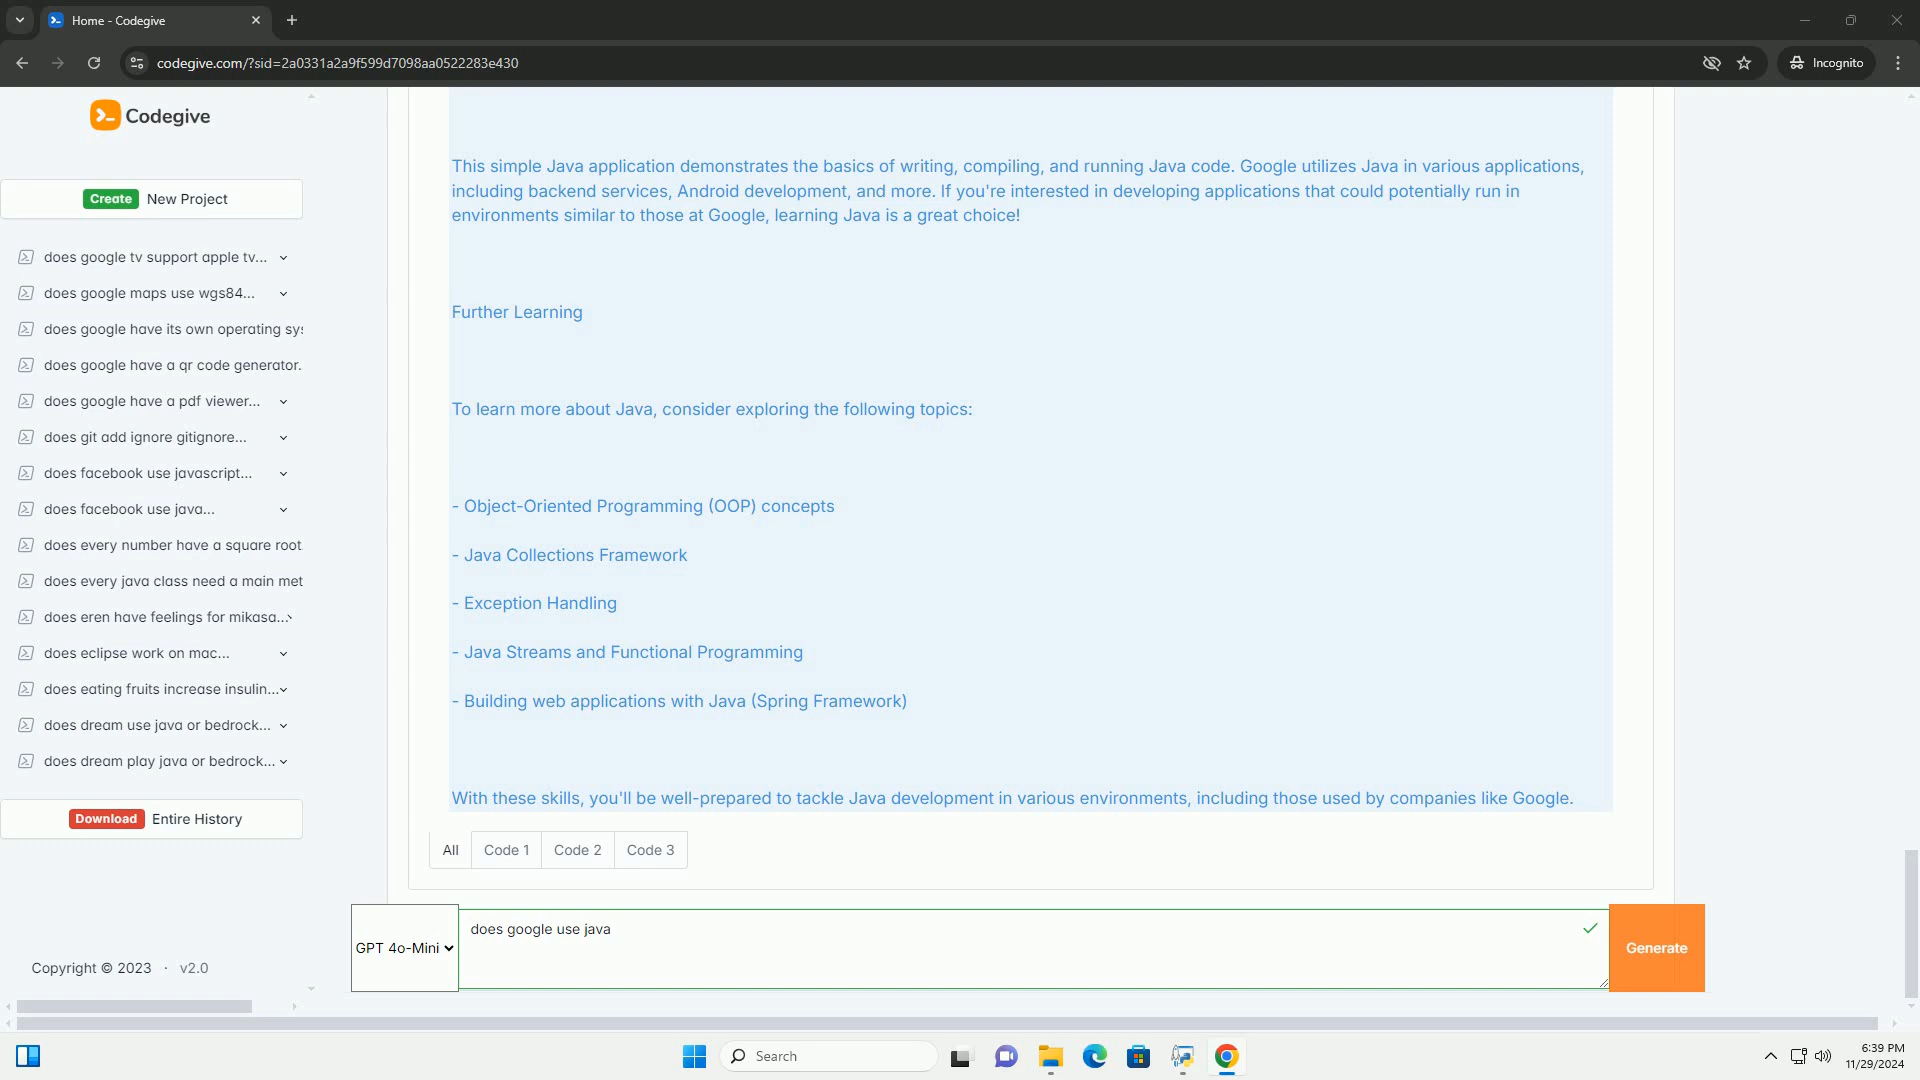 Home - Codegive
codegive.com/?sid=2a0331a2a9f599d7098aa0522283e430
Incognito
Codegive
Create New Project
does google tv support apple tv...
does google maps use wgs84...
does google have its own operating sys
does google have a qr code generator.
does google have a pdf viewer...
does git add ignore gitignore...
does facebook use javascript...
does facebook use java...
does every number have a square root
does every java class need a main met
does eren have feelings for mikasa...
does eclipse work on mac...
does eating fruits increase insulin...
does dream use java or bedrock...
does dream play java or bedrock...
Download Entire History
Copyright © 2023 · v2.0
This simple Java application demonstrates the basics of writing, compiling, and running Java code. Google utilizes Java in various applications,
including backend services, Android development, and more. If you're interested in developing applications that could potentially run in
environments similar to those at Google, learning Java is a great choice!
Further Learning
To learn more about Java, consider exploring the following topics:
- Object-Oriented Programming (OOP) concepts
- Java Collections Framework
- Exception Handling
- Java Streams and Functional Programming
- Building web applications with Java (Spring Framework)
With these skills, you'll be well-prepared to tackle Java development in various environments, including those used by companies like Google.
All Code 1 Code 2 Code 3
GPT 4o-Mini
does google use java
Generate
Search
6:39 PM
11/29/2024